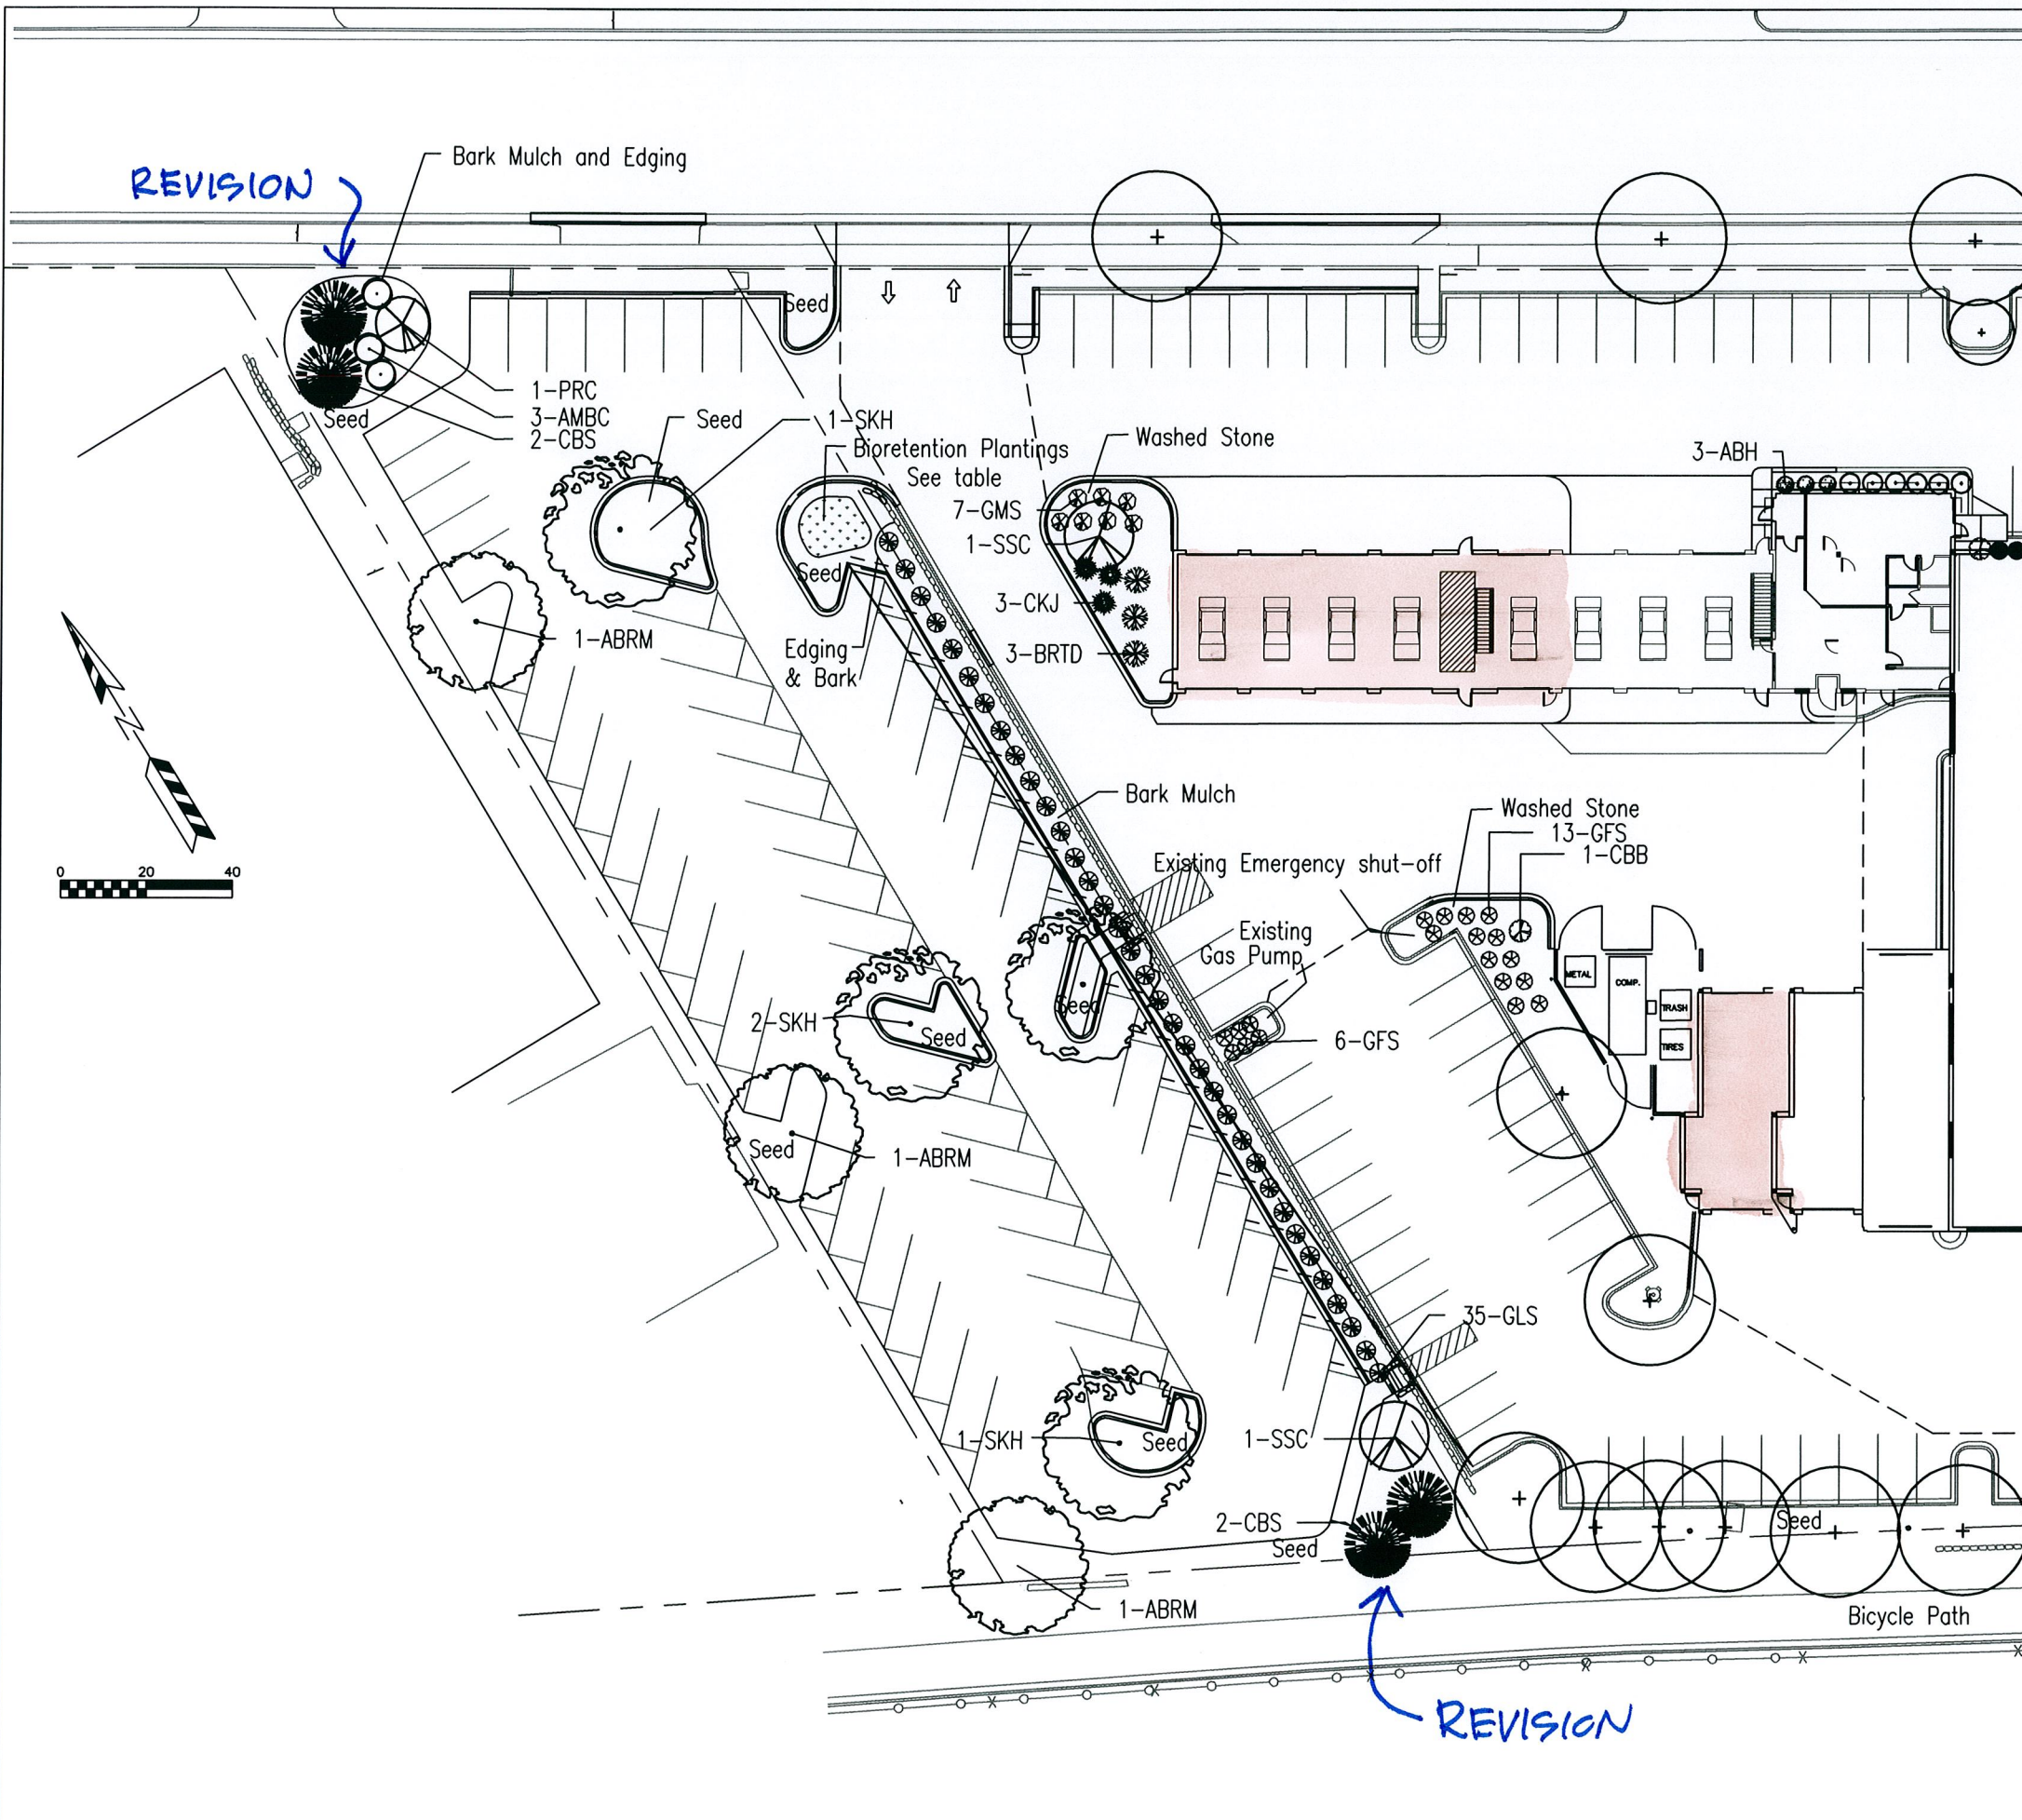 Bark Mulch and Edging
REVISION
Seed
1-PRC
3-AMBC
2-CBS
Seed
Seed
1-SKH
Bioretention Plantings
See table
Washed Stone
3-ABH
7-GMS
1-SSC
Seed
3-CKJ
1-ABRM
Edging
& Bark
3-BRTD
Bark Mulch
Washed Stone
13-GFS
1-CBB
Existing Emergency shut-off
0 20 40
Existing
Gas Pump
METAL
COMP.
TRASH
TIRES
2-SKH
Seed
Seed
6-GFS
Seed
1-ABRM
N
35-GLS
1-SKH
Seed
1-SSC
2-CBS
Seed
Seed
1-ABRM
Bicycle Path
REVISION